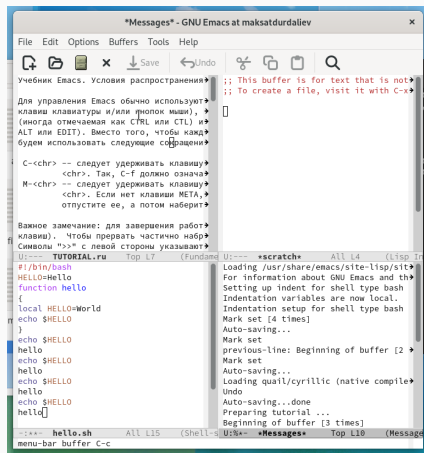 *Messages* - GNU Emacs at maksatdurdaliev
File Edit Options Buffers Tools Help
Save Undo
Учебник Emacs. Условия распространения
Для управления Emacs обычно используют
клавиш клавиатуры и/или кнопок мыши),
(иногда отмечаемая как CTRL или CTL) и
ALT или EDIT). Вместо того, чтобы кажд
будем использовать следующие сокращени
C-<chr> -- следует удерживать клавишу
<chr>. Так, C-f должно означа
M-<chr> -- следует удерживать клавишу
<chr>. Если нет клавиши META,
отпустите ее, а потом наберит
Важное замечание: для завершения работ
клавиш). Чтобы прервать частично набр
Символы ">>" с левой стороны указывают
U:--- TUTORIAL.ru Top L7 (Fundame
;; This buffer is for text that is not
;; To create a file, visit it with C-x
U:--- *scratch* All L4 (Lisp In
#!/bin/bash
HELLO=Hello
function hello
{
local HELLO=World
echo $HELLO
}
echo $HELLO
hello
echo $HELLO
hello
echo $HELLO
hello
echo $HELLO
hello
-:**- hello.sh All L15 (Shell-s
Loading /usr/share/emacs/site-lisp/sit
For information about GNU Emacs and th
Setting up indent for shell type bash
Indentation variables are now local.
Indentation setup for shell type bash
Mark set [4 times]
Auto-saving...
Mark set
previous-line: Beginning of buffer [2
Mark set
Auto-saving...
Loading quail/cyrillic (native compile
Undo
Auto-saving...done
Preparing tutorial ...
Beginning of buffer [3 times]
U:%*- *Messages* Top L10 (Message
menu-bar buffer C-c